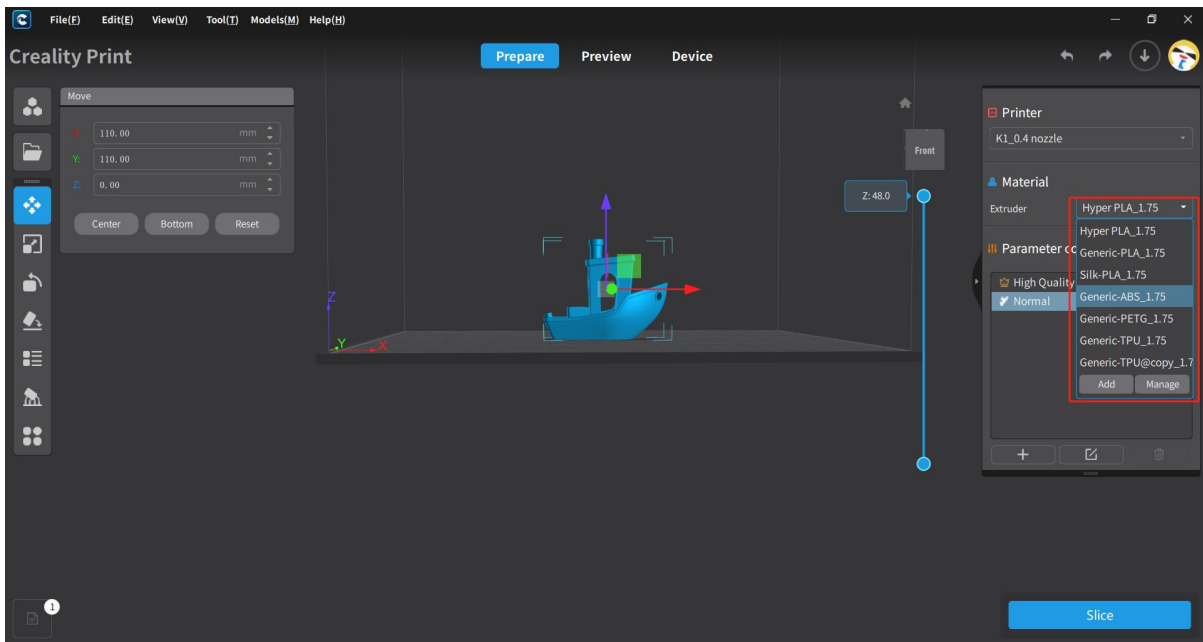 File(F) Edit(E) View(V) Tool(T) Models(M) Help(H)
Creality Print
Prepare Preview Device
Move
X: 110.00 mm
Y: 110.00 mm
Z: 0.00 mm
Center Bottom Reset
Front
Z: 48.0
Z
Y
X
Printer
K1_0.4 nozzle
Material
Extruder Hyper PLA_1.75
Hyper PLA_1.75
Generic-PLA_1.75
Silk-PLA_1.75
Generic-ABS_1.75
Generic-PETG_1.75
Generic-TPU_1.75
Generic-TPU@copy_1.7
Add Manage
Parameter co
High Quality
Normal
1
Slice